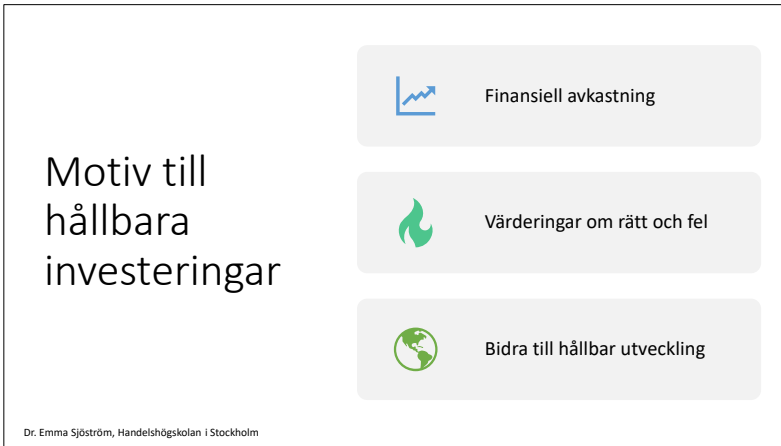 Motiv till
hållbara
investeringar
Finansiell avkastning
Värderingar om rätt och fel
Bidra till hållbar utveckling
Dr. Emma Sjöström, Handelshögskolan i Stockholm